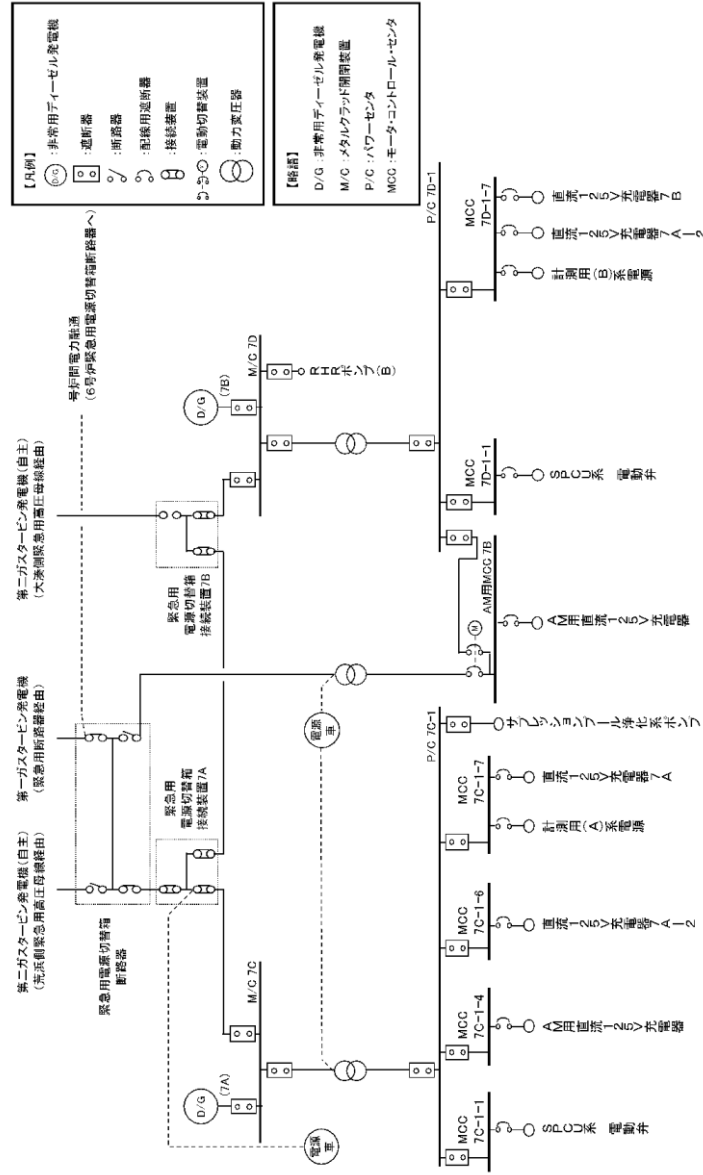 第二ガスタービン発電機(自主)
(荒浜側緊急用高圧母線経由)
第一ガスタービン発電機
(緊急用断路器経由)
第二ガスタービン発電機(自主)
(大湊側緊急用高圧母線経由)
号炉間電力融通
(6号炉緊急用電源切替箱断路器へ)
緊急用電源切替箱
断路器
緊急用
電源切替箱
接続装置7A
緊急用
電源切替箱
接続装置7B
D/G
(7A)
M/C 7C
D/G
(7B)
M/C 7D
RHRポンプ(B)
電源
車
電源
車
P/C 7C-1
P/C 7D-1
MCC
7C-1-1
SPCU系 電動弁
MCC
7C-1-4
AM用直流125V充電器
MCC
7C-1-6
直流125V充電器7A-2
MCC
7C-1-7
計測用(A)系電源
直流125V充電器7A
サプレッションプール浄化系ポンプ
AM用MCC 7B
M
AM用直流125V充電器
MCC
7D-1-1
SPCU系 電動弁
MCC
7D-1-7
計測用(B)系電源
直流125V充電器7A-2
直流125V充電器7B
【凡例】
D/G :非常用ディーゼル発電機
:遮断器
:断路器
:配線用遮断器
:接続装置
M :電動切替装置
:動力変圧器
【略語】
D/G :非常用ディーゼル発電機
M/C :メタルクラッド開閉装置
P/C :パワーセンタ
MCC :モータ・コントロール・センタ